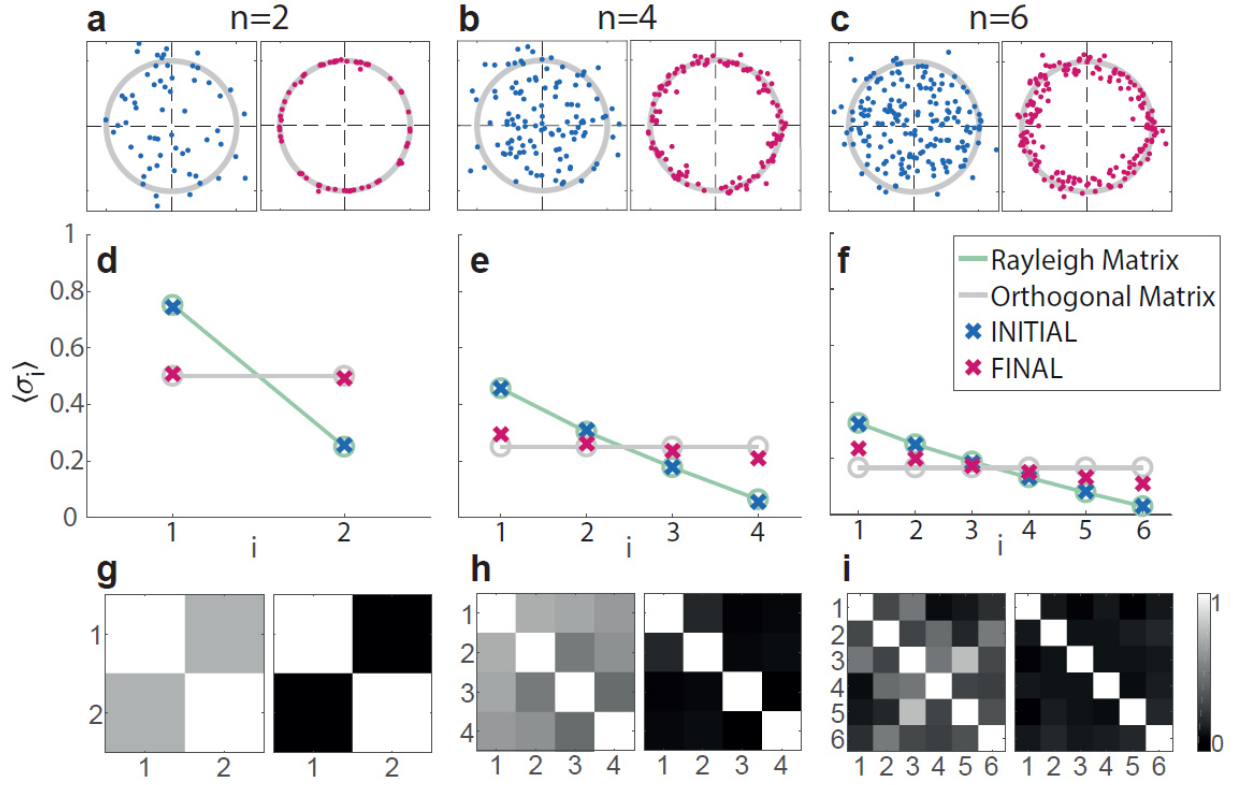 a n=2
b n=4
c n=6
d
e
f
1
0.8
0.6
0.4
0.2
0
⟨σi⟩
1 2
i
1 2 3 4
i
1 2 3 4 5 6
i
Rayleigh Matrix
Orthogonal Matrix
INITIAL
FINAL
g
1
2
1 2
1 2
h
1
2
3
4
1 2 3 4
1 2 3 4
i
1
2
3
4
5
6
1 2 3 4 5 6
1 2 3 4 5 6
1
0